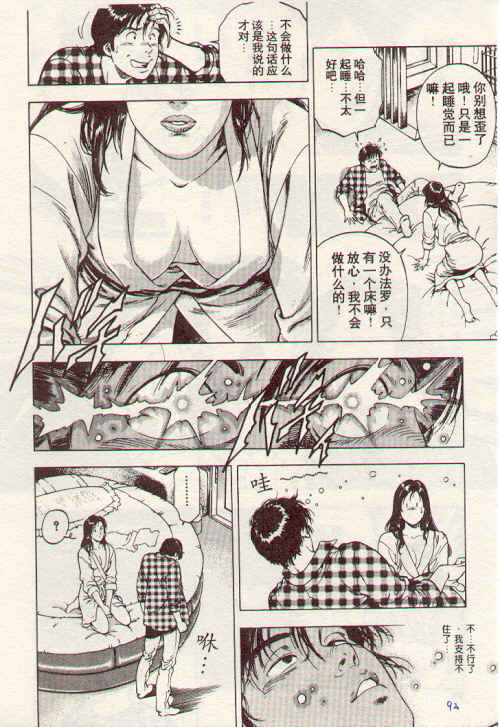 你别想歪了
哦！只是一
起睡觉而已
嘛！
哈哈…但一
起睡…不太
好吧…
没办法罗，只
有一个床嘛！
放心，我不会
做什么的！
不会做什么
…这句话应
该是我说的
才对…
哇
不…不行了
，我支持不
住了…
………
？
咻…
92